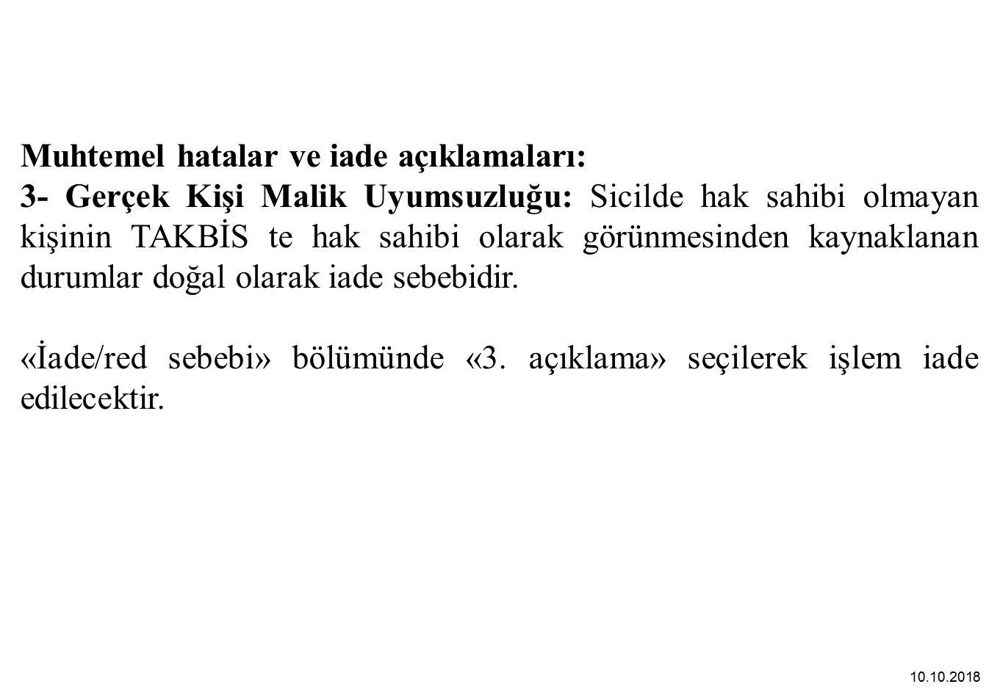 Muhtemel hatalar ve iade açıklamaları:
3- Gerçek Kişi Malik Uyumsuzluğu: Sicilde hak sahibi olmayan
kişinin TAKBİS te hak sahibi olarak görünmesinden kaynaklanan
durumlar doğal olarak iade sebebidir.
«İade/red sebebi» bölümünde «3. açıklama» seçilerek işlem iade
edilecektir.
10.10.2018